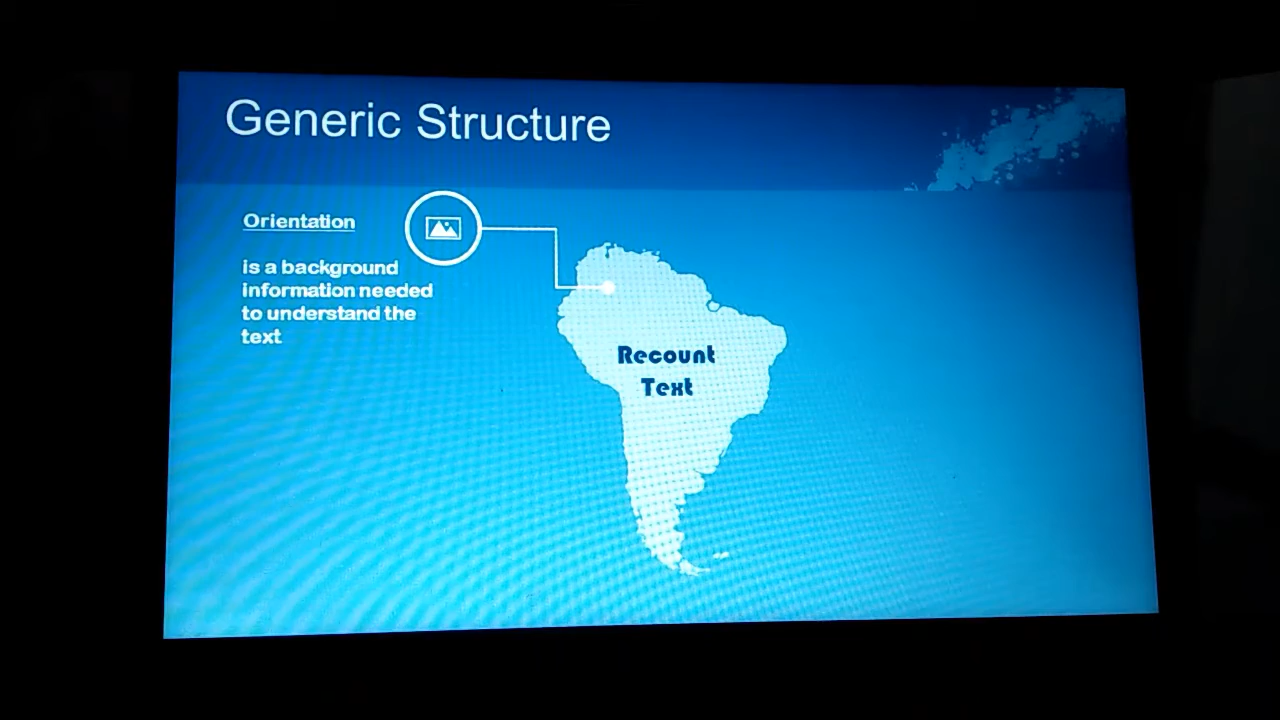 Generic Structure
Orientation
is a background
information needed
to understand the
text
Recount
Text